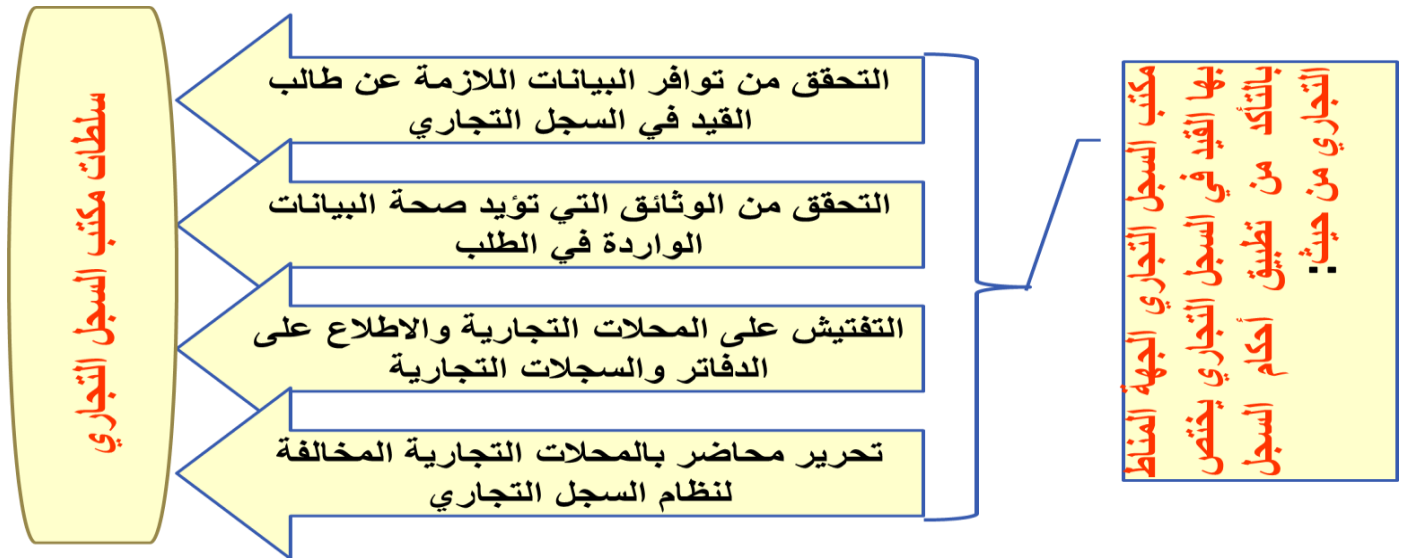 مكتب السجل التجاري الجهة المناط
بها القيد في السجل التجاري يختص
بالتأكد من تطبيق أحكام السجل
التجاري من حيث:
التحقق من توافر البيانات اللازمة عن طالب
القيد في السجل التجاري
التحقق من الوثائق التي تؤيد صحة البيانات
الواردة في الطلب
التفتيش على المحلات التجارية والاطلاع على
الدفاتر والسجلات التجارية
تحرير محاضر بالمحلات التجارية المخالفة
لنظام السجل التجاري
سلطات مكتب السجل التجاري